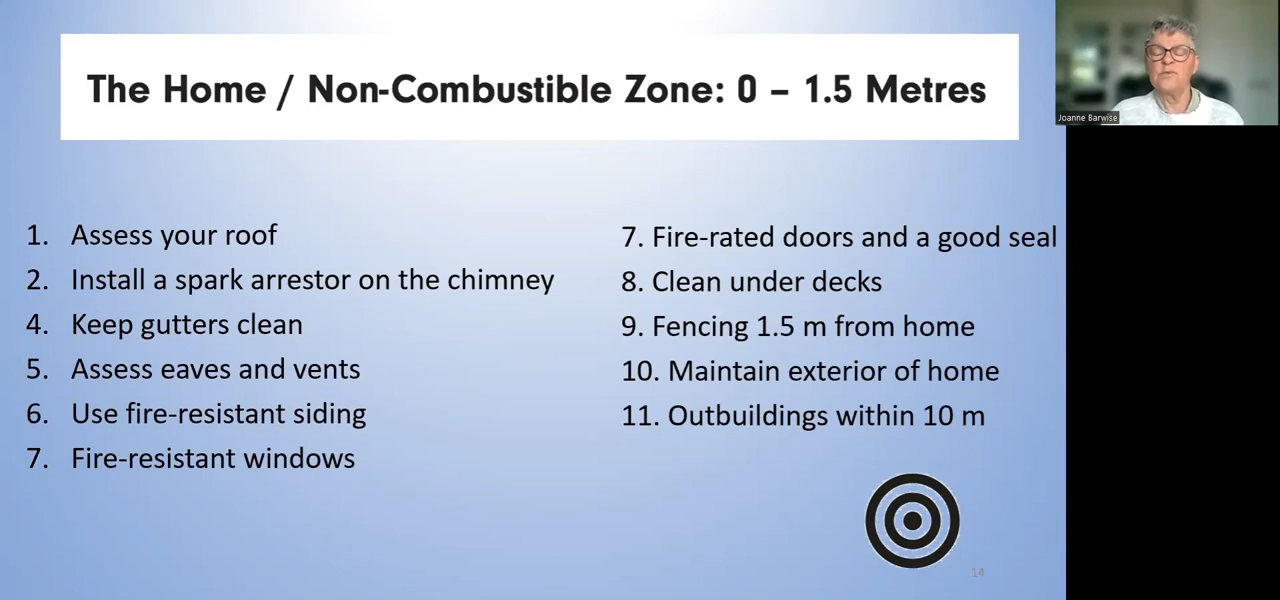 The Home / Non-Combustible Zone: 0 – 1.5 Metres
Joanne Barwise
1. Assess your roof
2. Install a spark arrestor on the chimney
4. Keep gutters clean
5. Assess eaves and vents
6. Use fire-resistant siding
7. Fire-resistant windows
7. Fire-rated doors and a good seal
8. Clean under decks
9. Fencing 1.5 m from home
10. Maintain exterior of home
11. Outbuildings within 10 m
14